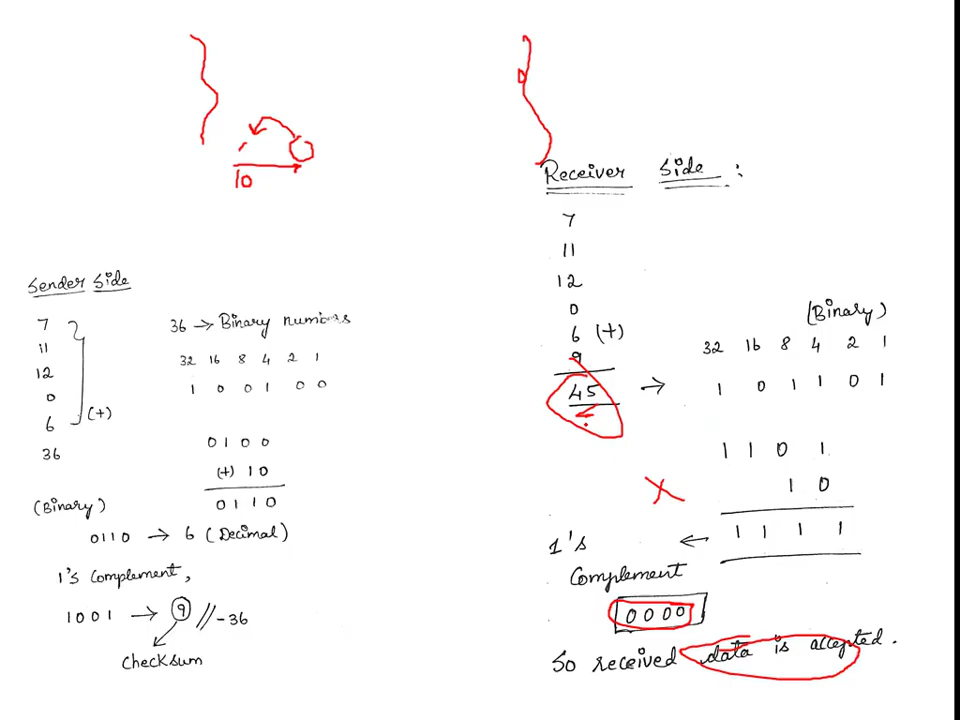 10
Sender Side
7
11
12
0
6 (+)
36
36 → Binary numbers
32 16 8 4 2 1
1 0 0 1 0 0
0 1 0 0
(+) 1 0
0 1 1 0
(Binary)
0110 → 6 (Decimal)
1's Complement,
1001 → 9 // -36
Checksum
Receiver Side :
7
11
12
0
6 (+)
9
45 →
(Binary)
32 16 8 4 2 1
1 0 1 1 0 1
1 1 0 1
1 0
1 1 1 1
1's ←
Complement
0000
So received data is accepted.